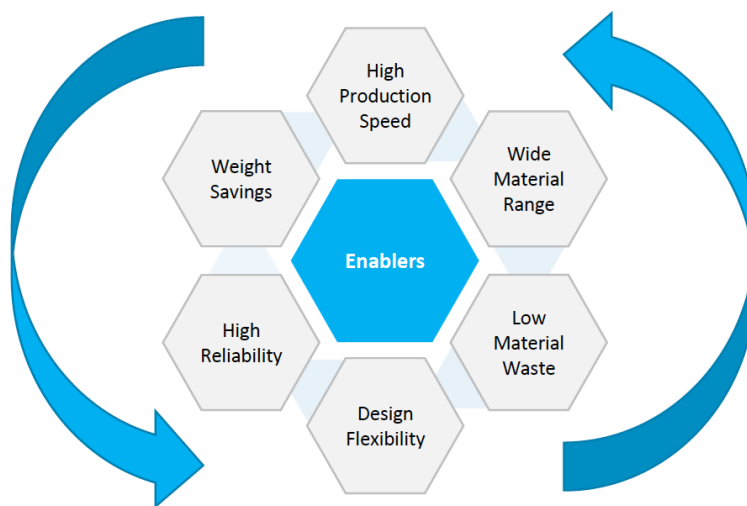 High
Production
Speed
Wide
Material
Range
Weight
Savings
Enablers
High
Reliability
Low
Material
Waste
Design
Flexibility